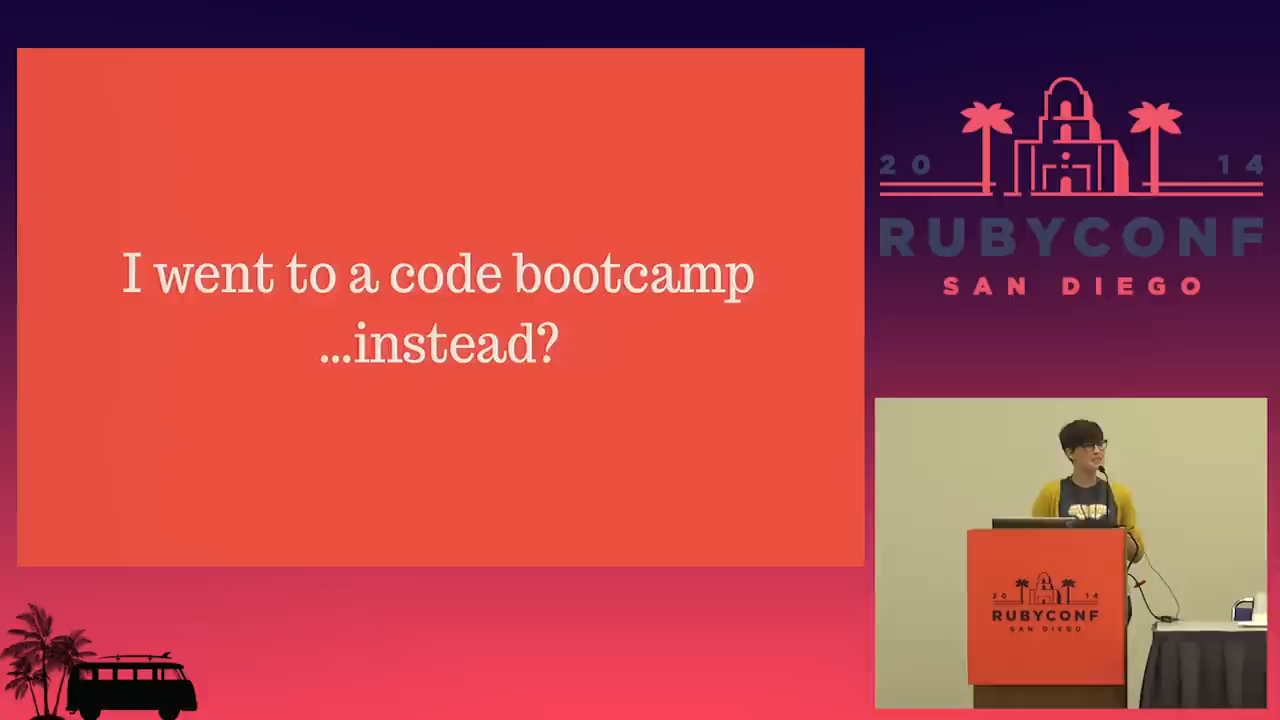 I went to a code bootcamp
...instead?
20 14
RUBYCONF
SAN DIEGO
20 14
RUBYCONF
SAN DIEGO